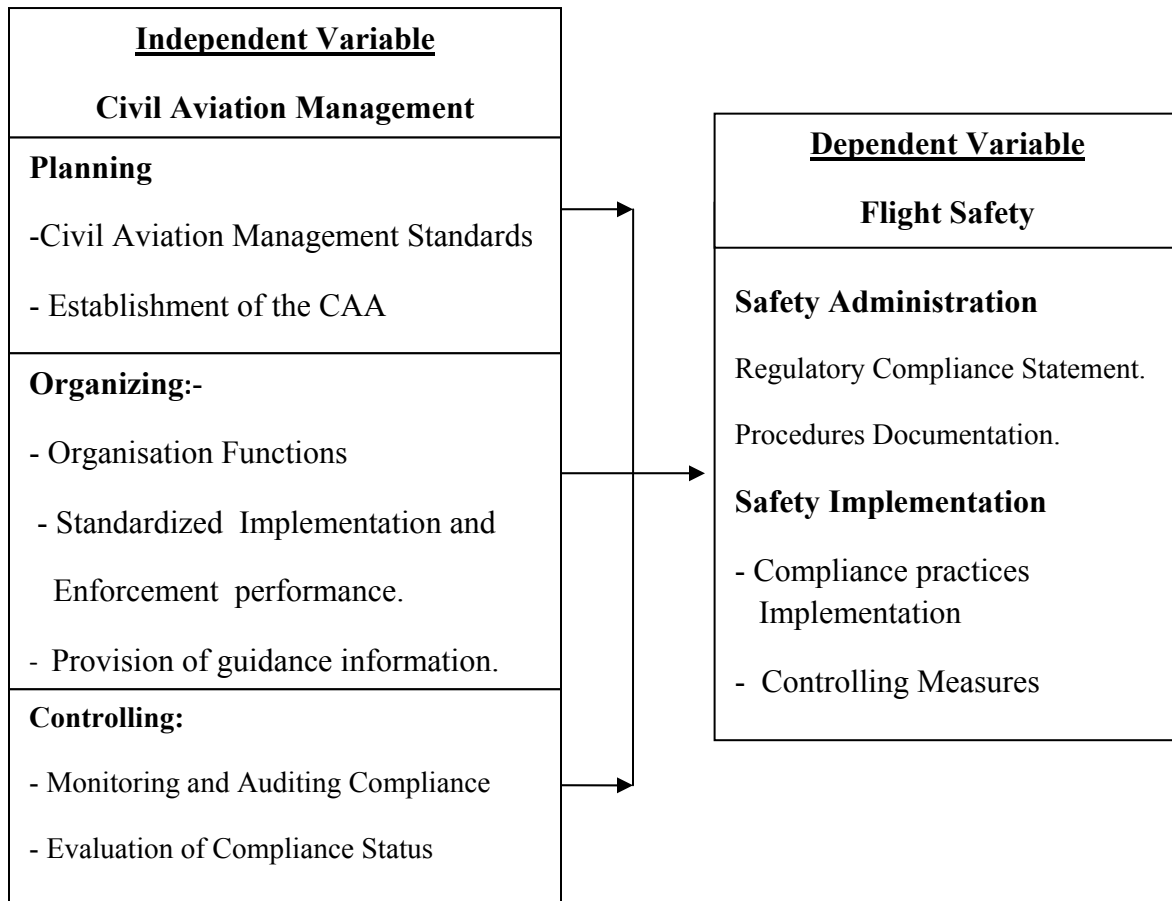 Independent Variable
Civil Aviation Management
Planning
-Civil Aviation Management Standards
- Establishment of the CAA
Organizing:-
- Organisation Functions
- Standardized Implementation and
Enforcement performance.
- Provision of guidance information.
Controlling:
- Monitoring and Auditing Compliance
- Evaluation of Compliance Status
Dependent Variable
Flight Safety
Safety Administration
Regulatory Compliance Statement.
Procedures Documentation.
Safety Implementation
- Compliance practices
Implementation
- Controlling Measures